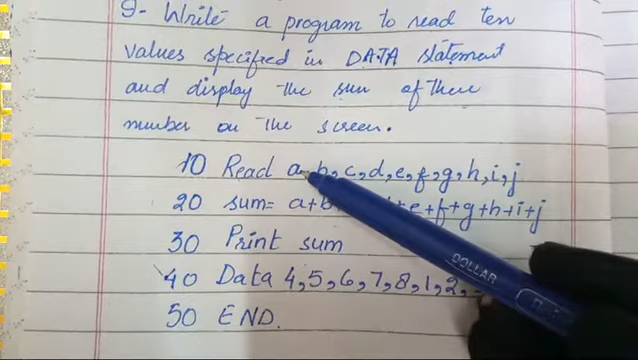 9- Write a program to read ten
values specified in DATA statement
and display the sum of these
number on the screen.
10 Read a, b, c, d, e, f, g, h, i, j
20 sum= a+b +e+f+g+h+i+j
30 Print sum
40 Data 4,5,6,7,8,1,2,
50 END.
DOLLAR